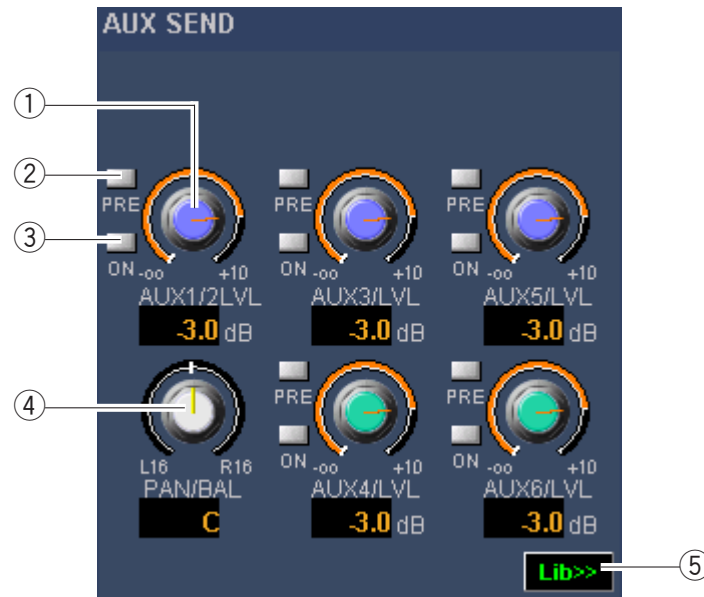 AUX SEND
①
②
PRE
PRE
PRE
③
ON
ON
ON
-oo +10
-oo +10
-oo +10
AUX1/2LVL
AUX3/LVL
AUX5/LVL
-3.0 dB
-3.0 dB
-3.0 dB
④
PRE
PRE
ON
ON
L16 R16
-oo +10
-oo +10
PAN/BAL
AUX4/LVL
AUX6/LVL
C
-3.0 dB
-3.0 dB
Lib>>
⑤